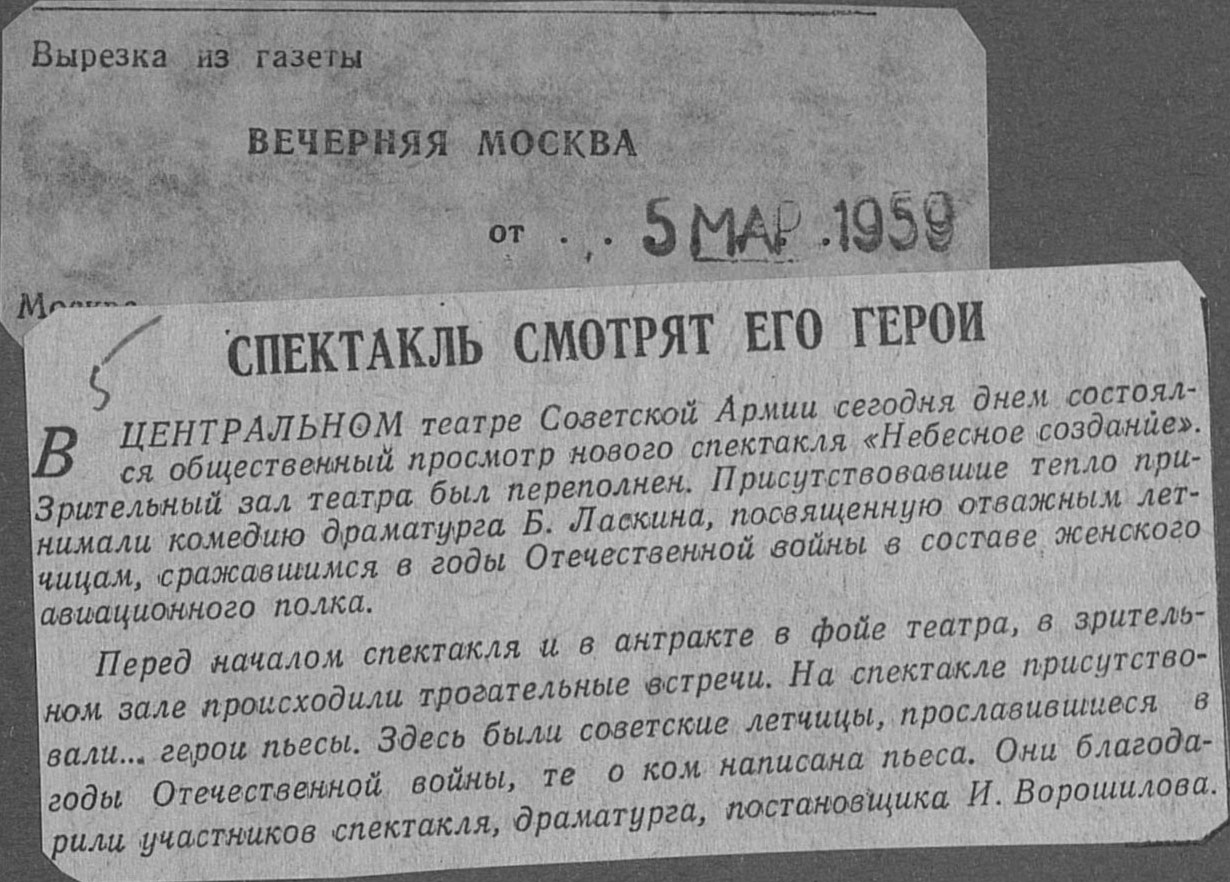 Вырезка из газеты
ВЕЧЕРНЯЯ МОСКВА
от . . 5 МАР. 1959
Москва
5
СПЕКТАКЛЬ СМОТРЯТ ЕГО ГЕРОИ
В ЦЕНТРАЛЬНОМ театре Советской Армии сегодня днем состоял-
ся общественный просмотр нового спектакля «Небесное создание».
Зрительный зал театра был переполнен. Присутствовавшие тепло при-
нимали комедию драматурга Б. Ласкина, посвященную отважным лет-
чицам, сражавшимся в годы Отечественной войны в составе женского
авиационного полка.
Перед началом спектакля и в антракте в фойе театра, в зритель-
ном зале происходили трогательные встречи. На спектакле присутство-
вали... герои пьесы. Здесь были советские летчицы, прославившиеся в
годы Отечественной войны, те о ком написана пьеса. Они благода-
рили участников спектакля, драматурга, постановщика И. Ворошилова.